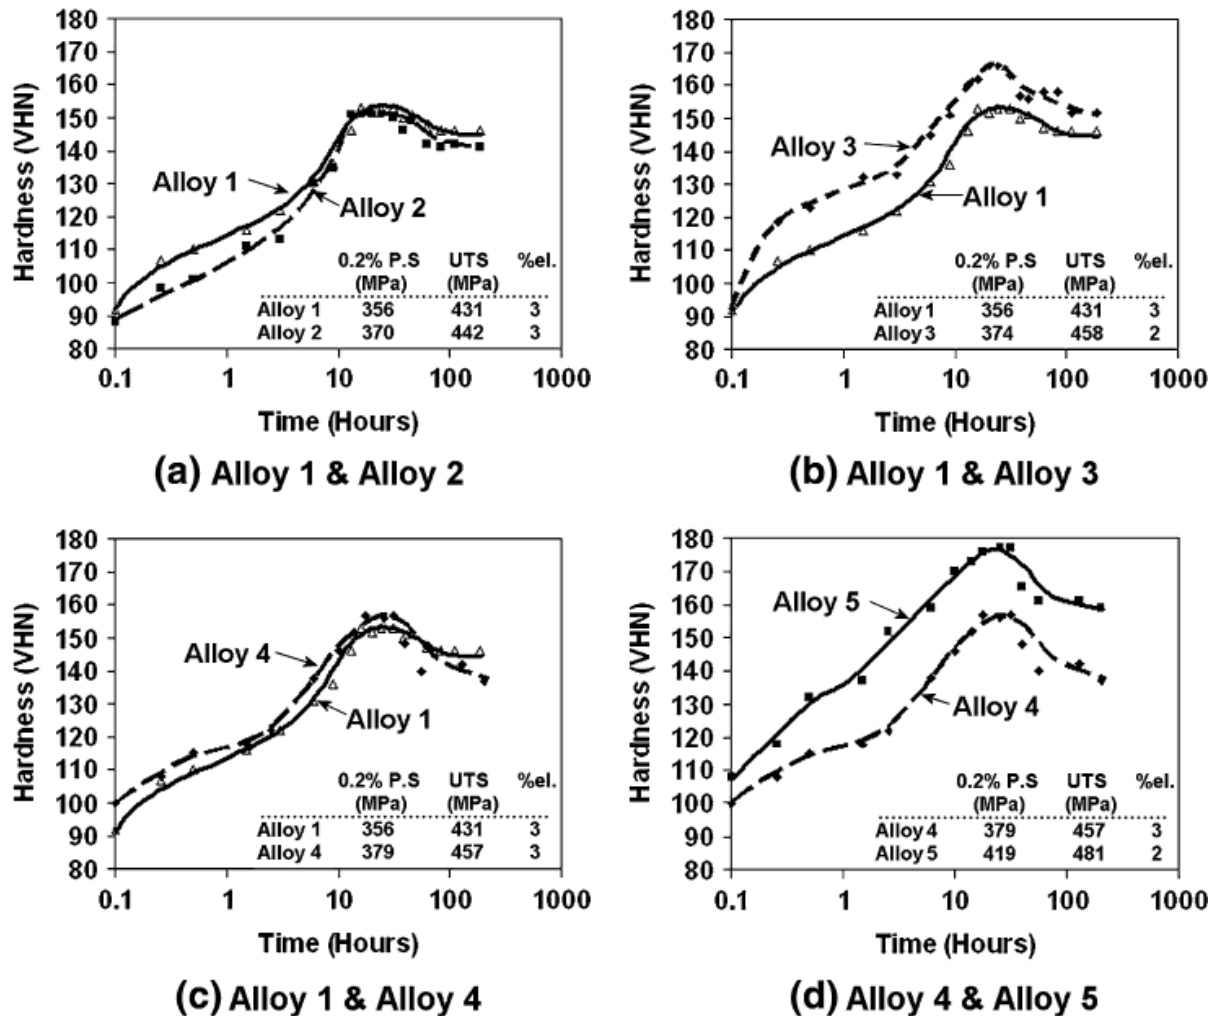 180
170
160
150
140
130
120
110
100
90
80
Hardness (VHN)
Alloy 1
Alloy 2
0.2% P.S UTS %el.
(MPa) (MPa)
Alloy 1 356 431 3
Alloy 2 370 442 3
0.1 1 10 100 1000
Time (Hours)
(a) Alloy 1 & Alloy 2
180
170
160
150
140
130
120
110
100
90
80
Hardness (VHN)
Alloy 3
Alloy 1
0.2% P.S UTS %el.
(MPa) (MPa)
Alloy 1 356 431 3
Alloy 3 374 458 2
0.1 1 10 100 1000
Time (Hours)
(b) Alloy 1 & Alloy 3
180
170
160
150
140
130
120
110
100
90
80
Hardness (VHN)
Alloy 4
Alloy 1
0.2% P.S UTS %el.
(MPa) (MPa)
Alloy 1 356 431 3
Alloy 4 379 457 3
0.1 1 10 100 1000
Time (Hours)
(c) Alloy 1 & Alloy 4
180
170
160
150
140
130
120
110
100
90
80
Hardness (VHN)
Alloy 5
Alloy 4
0.2% P.S UTS %el.
(MPa) (MPa)
Alloy 4 379 457 3
Alloy 5 419 481 2
0.1 1 10 100 1000
Time (Hours)
(d) Alloy 4 & Alloy 5